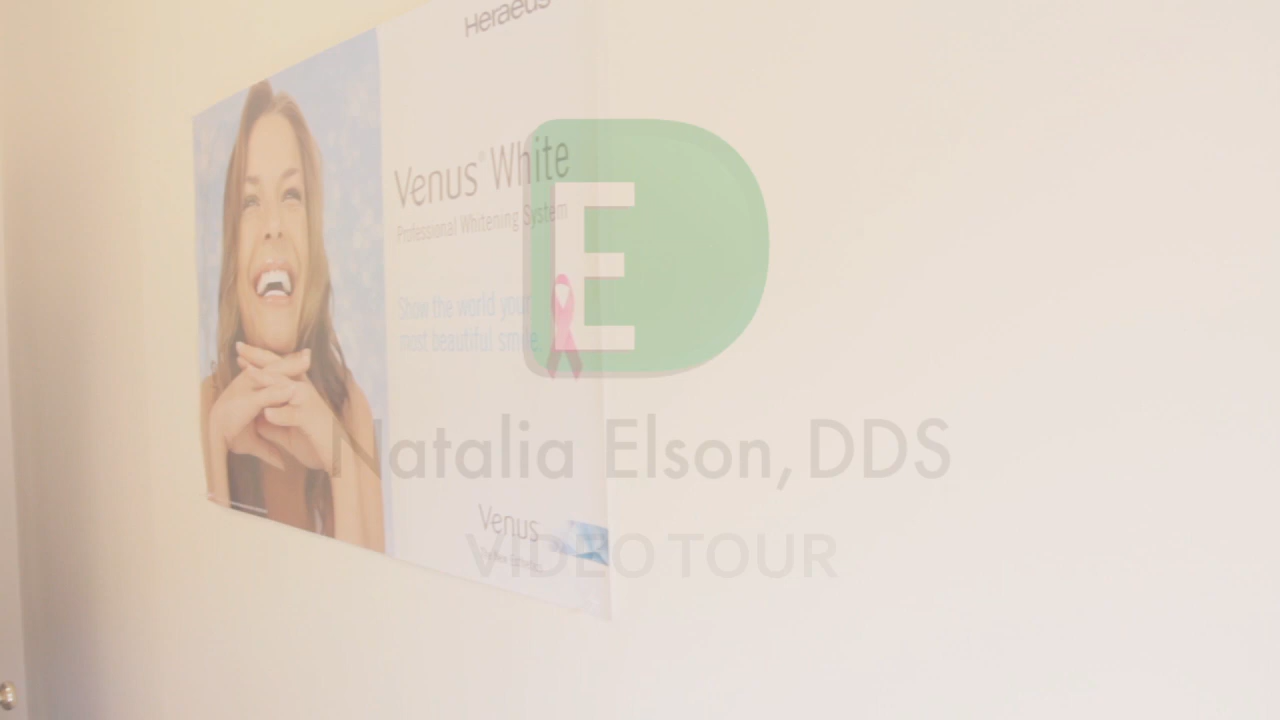 Heraeus
Venus® White
Professional Whitening System
Show the world your
most beautiful smile.
Venus
E
Natalia Elson, DDS
VIDEO TOUR